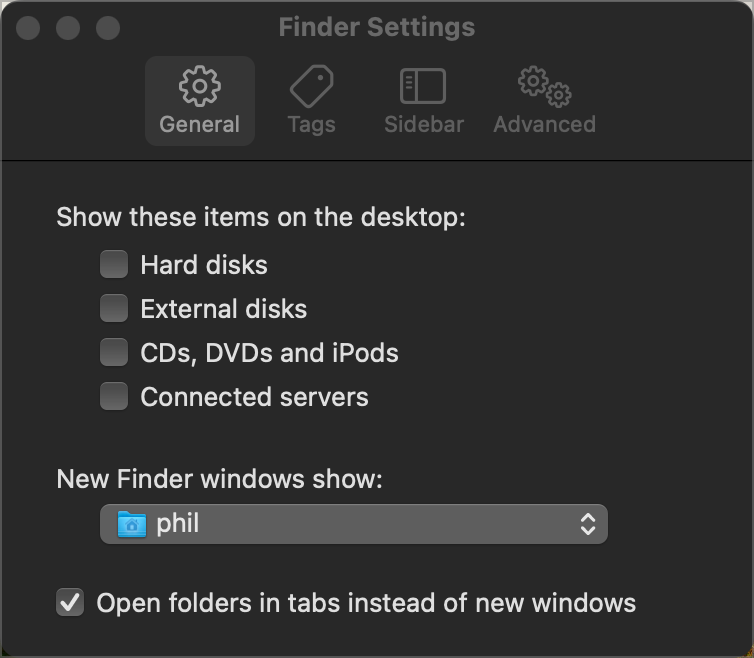 Finder Settings
General Tags Sidebar Advanced
Show these items on the desktop:
Hard disks
External disks
CDs, DVDs and iPods
Connected servers
New Finder windows show:
phil
Open folders in tabs instead of new windows